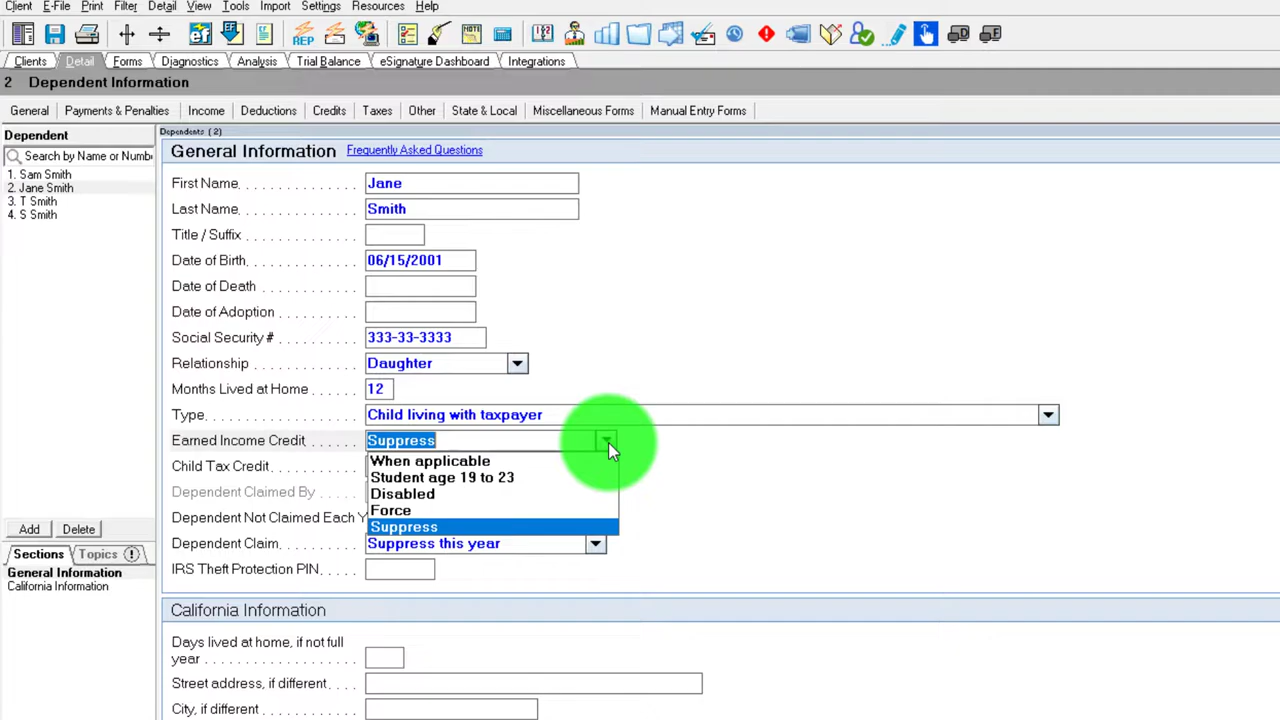 Client E-File Print Filter Detail View Tools Import Settings Resources Help
REP NOTE
Clients Detail Forms Diagnostics Analysis Trial Balance eSignature Dashboard Integrations
2 Dependent Information
General Payments & Penalties Income Deductions Credits Taxes Other State & Local Miscellaneous Forms Manual Entry Forms
Dependent
Search by Name or Numbe
1. Sam Smith
2. Jane Smith
3. T Smith
4. S Smith
Add Delete
Sections Topics
General Information
California Information
Dependents (2)
General Information Frequently Asked Questions
First Name Jane
Last Name Smith
Title / Suffix
Date of Birth 06/15/2001
Date of Death
Date of Adoption
Social Security # 333-33-3333
Relationship Daughter
Months Lived at Home 12
Type Child living with taxpayer
Earned Income Credit Suppress
When applicable
Child Tax Credit
Student age 19 to 23
Dependent Claimed By Disabled
Force
Dependent Not Claimed Each Y
Suppress
Dependent Claim Suppress this year
IRS Theft Protection PIN
California Information
Days lived at home, if not full
year
Street address, if different
City, if different